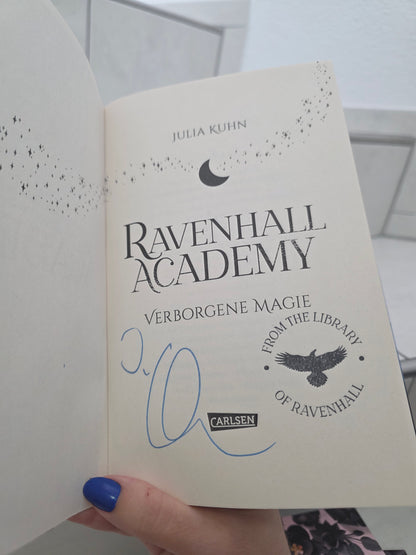 JULIA KUHN
RAVENHALL
ACADEMY
VERBORGENE MAGIE
FROM THE LIBRARY
OF RAVENHALL
CARLSEN